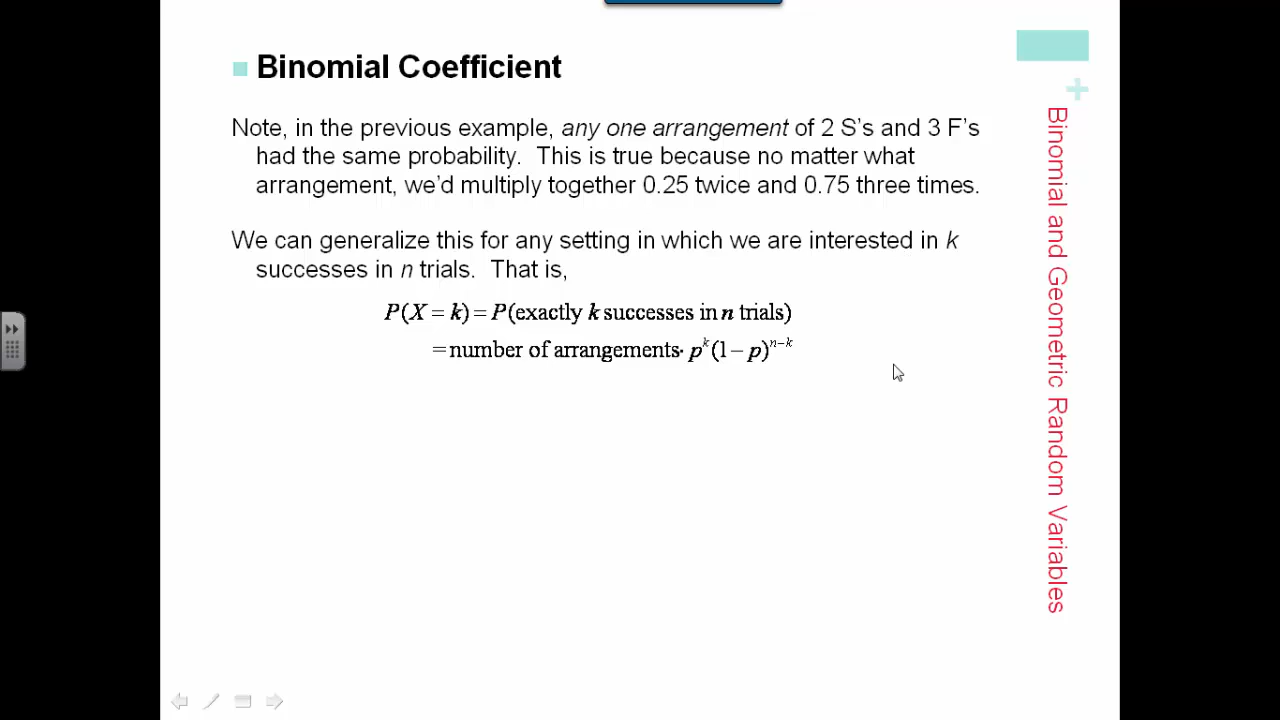 Binomial Coefficient
Note, in the previous example, any one arrangement of 2 S’s and 3 F’s
had the same probability. This is true because no matter what
arrangement, we’d multiply together 0.25 twice and 0.75 three times.
We can generalize this for any setting in which we are interested in k
successes in n trials. That is,
P(X = k) = P(exactly k successes in n trials)
= number of arrangements· p^k(1 − p)^{n−k}
+
Binomial and Geometric Random Variables